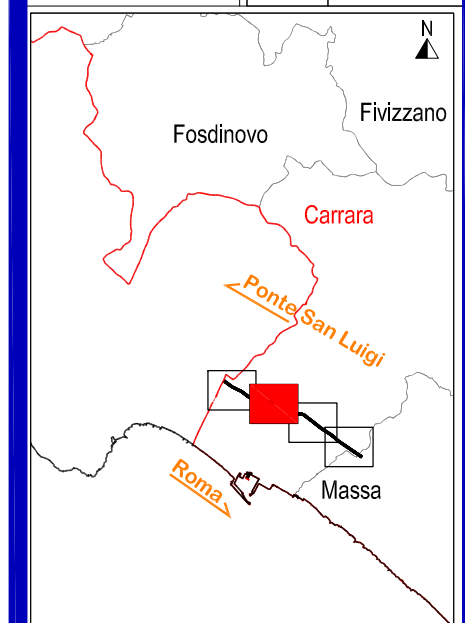 N
Fivizzano
Fosdinovo
Carrara
Ponte San Luigi
Roma
Massa